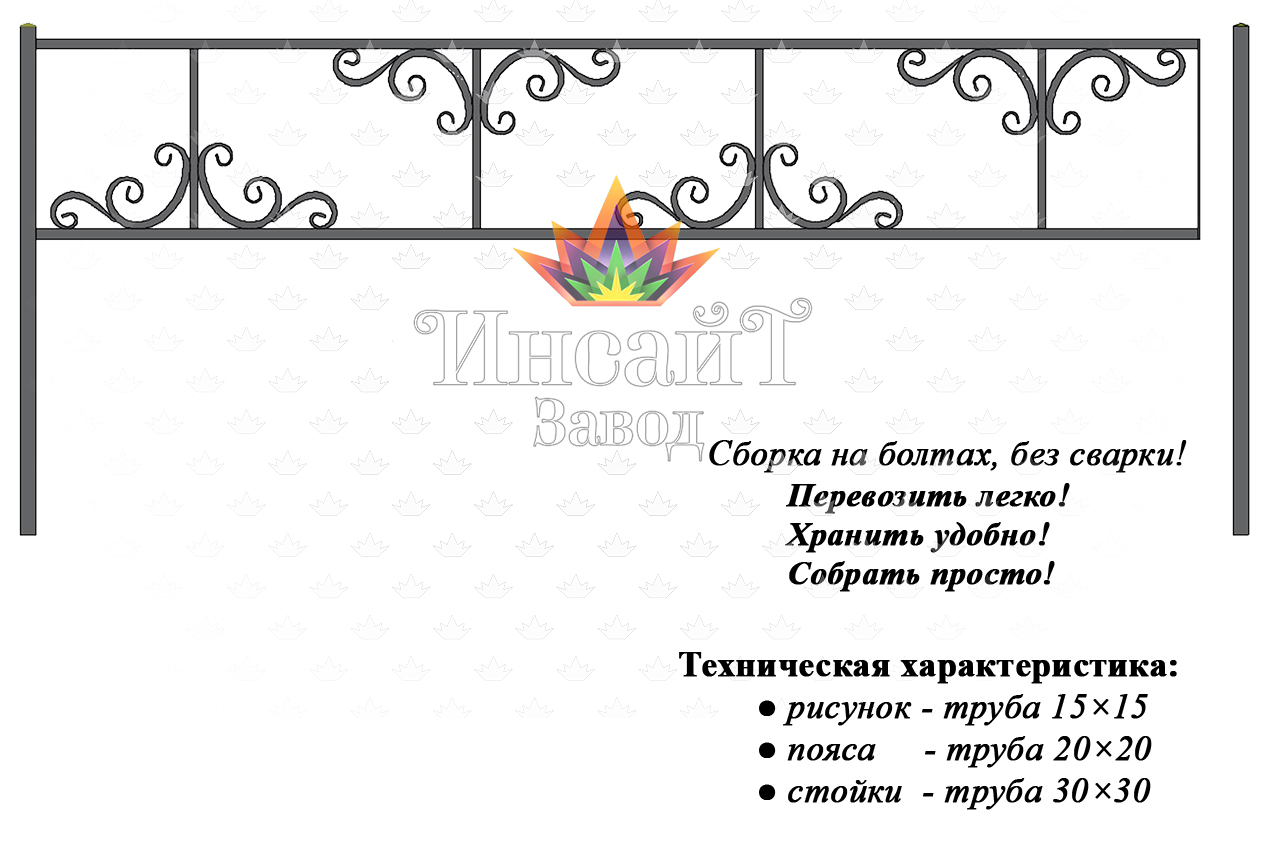 ИнсайТ
Завод
Сборка на болтах, без сварки!
Перевозить легко!
Хранить удобно!
Собрать просто!
Техническая характеристика:
● рисунок - труба 15×15
● пояса - труба 20×20
● стойки - труба 30×30